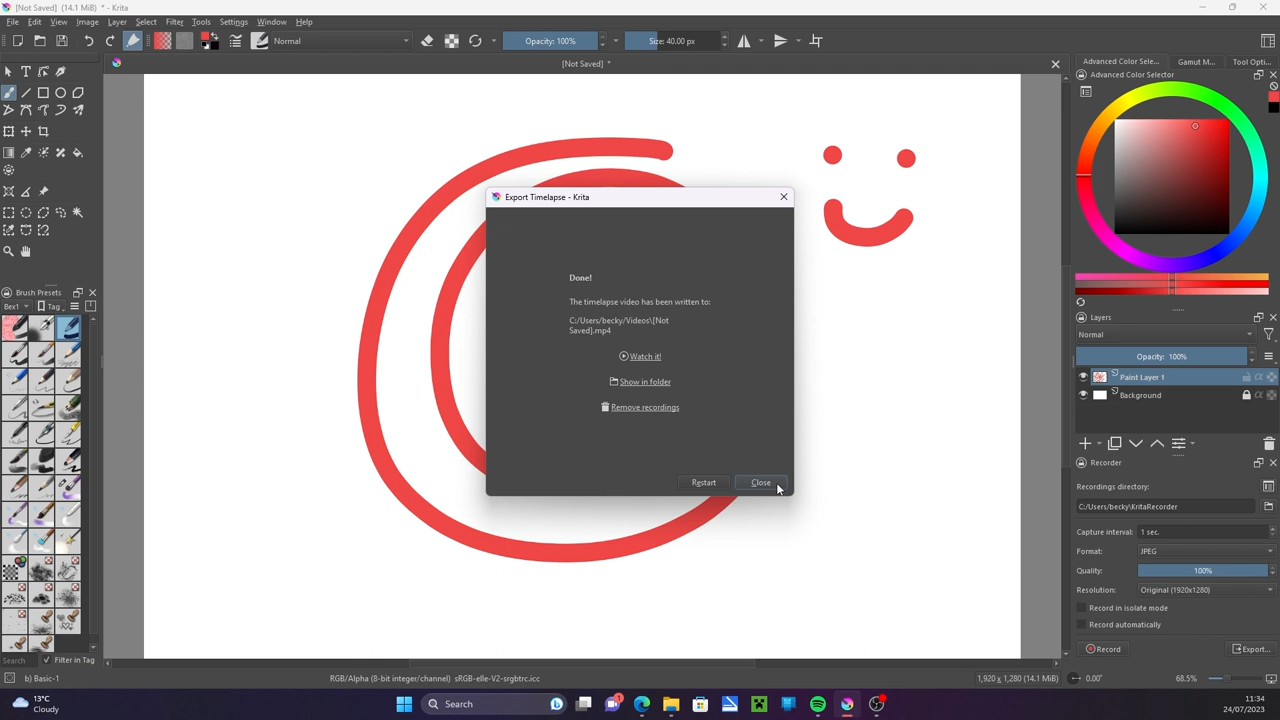 [Not Saved] (14.1 MiB) * - Krita
File Edit View Image Layer Select Filter Tools Settings Window Help
Normal
Opacity: 100%
Size: 40.00 px
[Not Saved] *
Advanced Color Sele... Gamut M... Tool Opti...
Advanced Color Selector
Export Timelapse - Krita
Done!
The timelapse video has been written to:
C:/Users/becky/Videos\[Not
Saved].mp4
Watch it!
Show in folder
Remove recordings
Restart Close
Brush Presets
Bex1 Tag
Search Filter in Tag
Layers
Normal
Opacity: 100%
Paint Layer 1
Background
Recorder
Recordings directory:
C:/Users/becky\KritaRecorder
Capture interval: 1 sec.
Format: JPEG
Quality: 100%
Resolution: Original (1920x1280)
Record in isolate mode
Record automatically
Record Export...
b) Basic-1
RGB/Alpha (8-bit integer/channel) sRGB-elle-V2-srgbtrc.icc
1,920 x 1,280 (14.1 MiB)
0.00°
68.5%
13°C
Cloudy
Search
1
11:34
24/07/2023